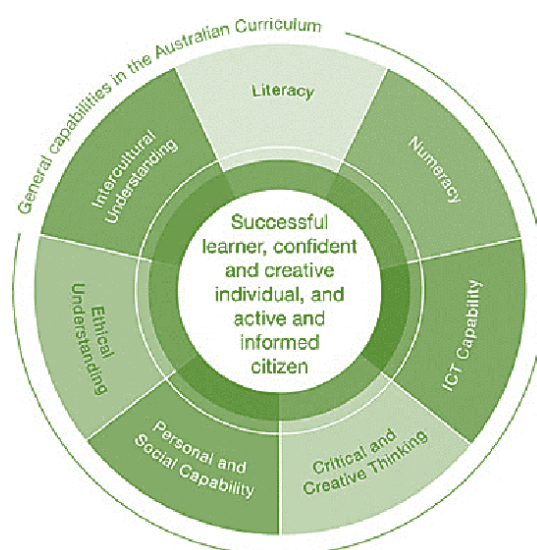 General capabilities in the Australian Curriculum
Literacy
Numeracy
ICT Capability
Critical and
Creative Thinking
Personal and
Social Capability
Ethical
Understanding
Intercultural
Understanding
Successful
learner, confident
and creative
individual, and
active and
informed
citizen